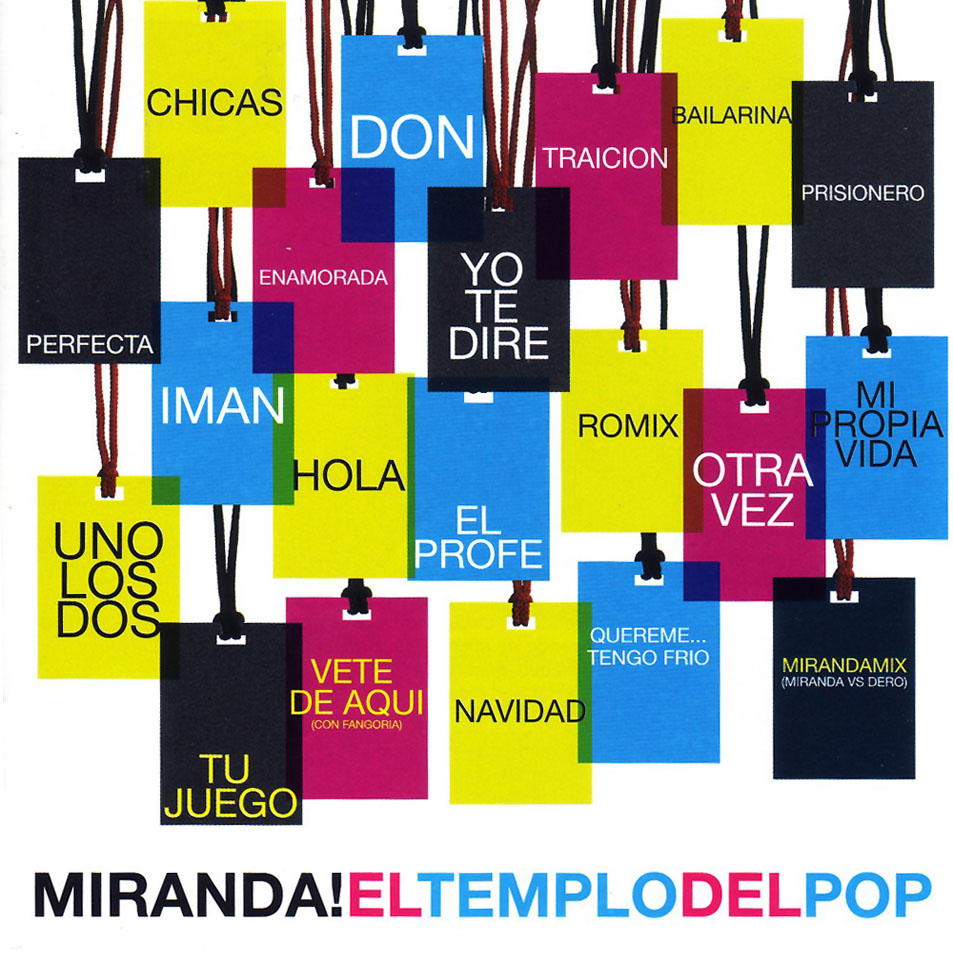 CHICAS
DON
TRAICION
BAILARINA
PRISIONERO
PERFECTA
ENAMORADA
YO
TE
DIRE
IMAN
HOLA
EL
PROFE
ROMIX
OTRA
VEZ
MI
PROPIA
VIDA
UNO
LOS
DOS
TU
JUEGO
VETE
DE AQUI
(CON FANGORIA)
NAVIDAD
QUEREME...
TENGO FRIO
MIRANDAMIX
(MIRANDA VS DERO)
MIRANDA!ELTEMPLODELPOP